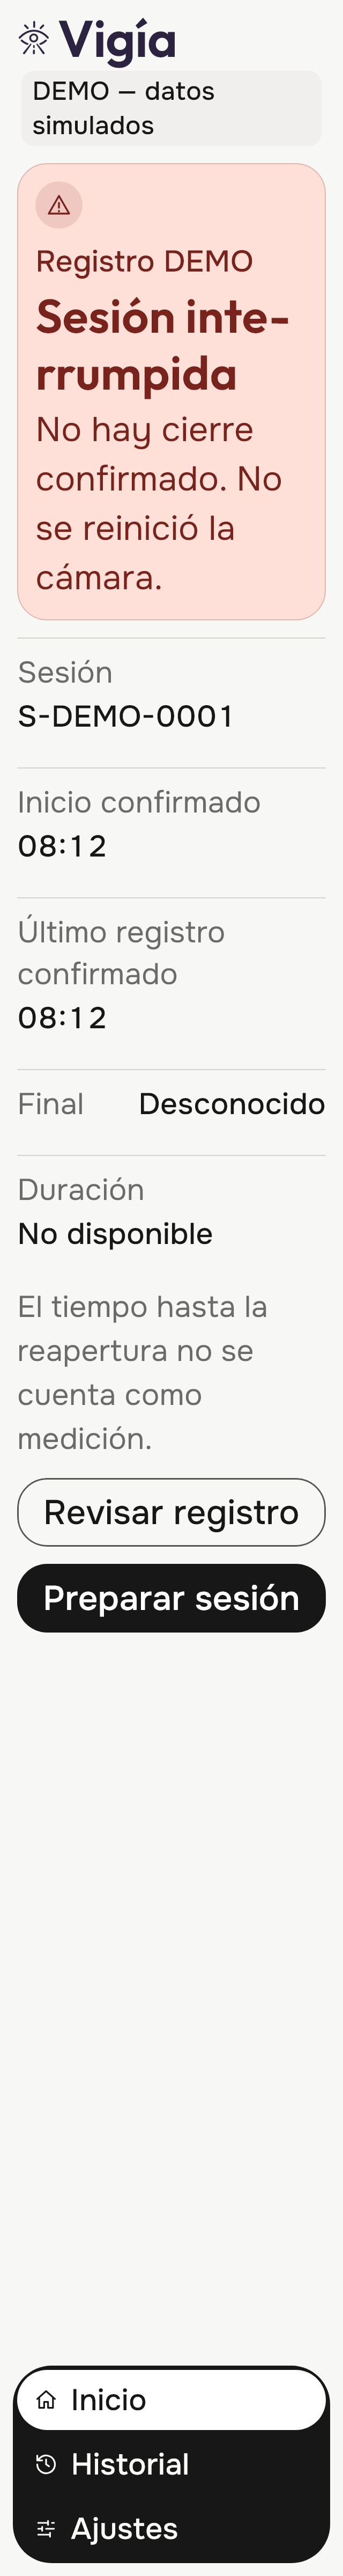 Vigía
DEMO — datos
simulados
Registro DEMO
Sesión inte-
rrumpida
No hay cierre
confirmado. No
se reinició la
cámara.
Sesión
S-DEMO-0001
Inicio confirmado
08:12
Último registro
confirmado
08:12
Final Desconocido
Duración
No disponible
El tiempo hasta la
reapertura no se
cuenta como
medición.
Revisar registro
Preparar sesión
Inicio
Historial
Ajustes